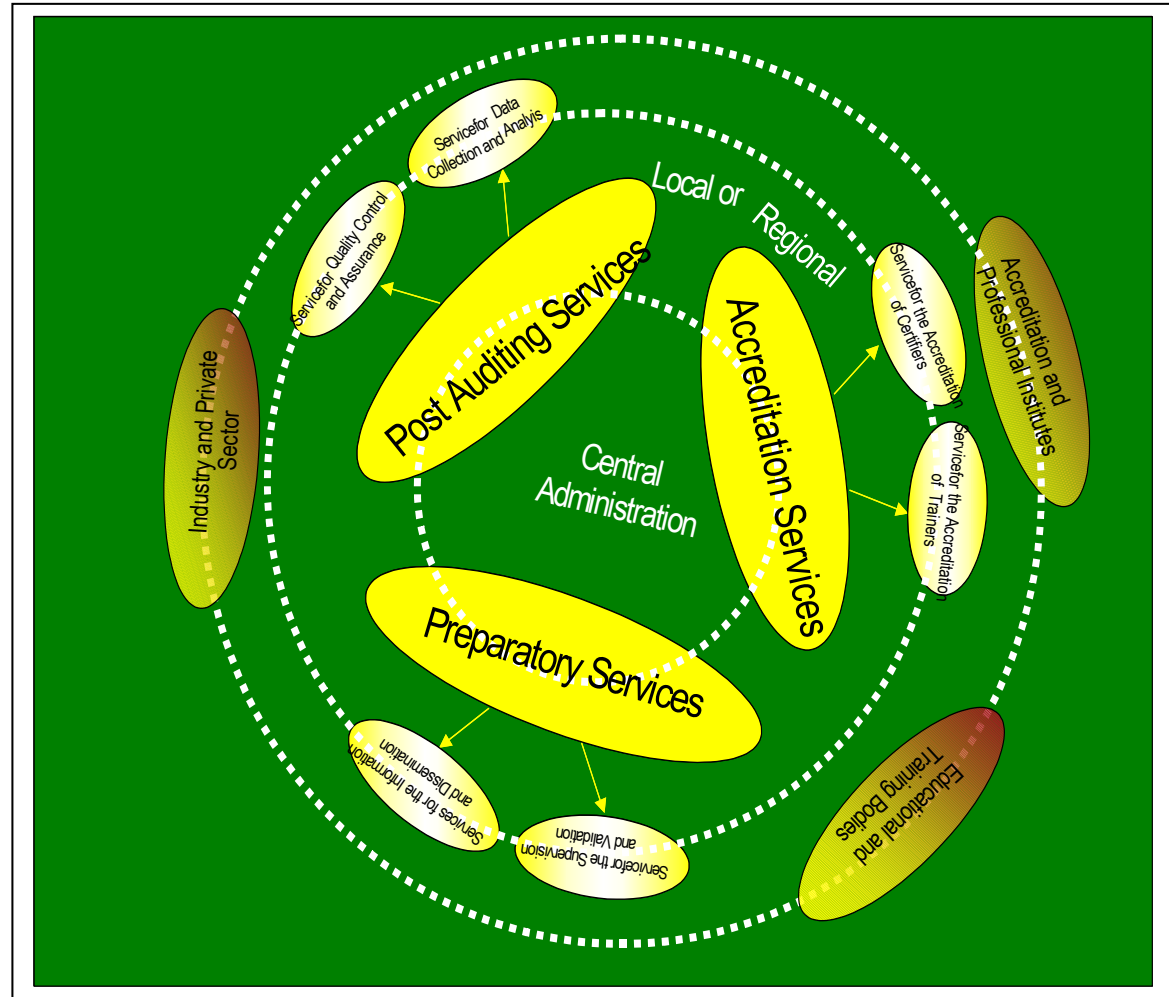 Servicefor Data
Collection and Analyis
Servicefor Quality Control
and Assurance
Local or Regional
Post Auditing Services
Accreditation Services
Servicefor the Accreditation
of Certifiers
Accreditation and
Professional Institutes
Industry and Private
Sector
Central
Administration
Servicefor the Accreditation
of Trainers
Preparatory Services
Services for the Information
and Dissemination
Servicefor the Supervision
and Validation
Educational and
Training Bodies